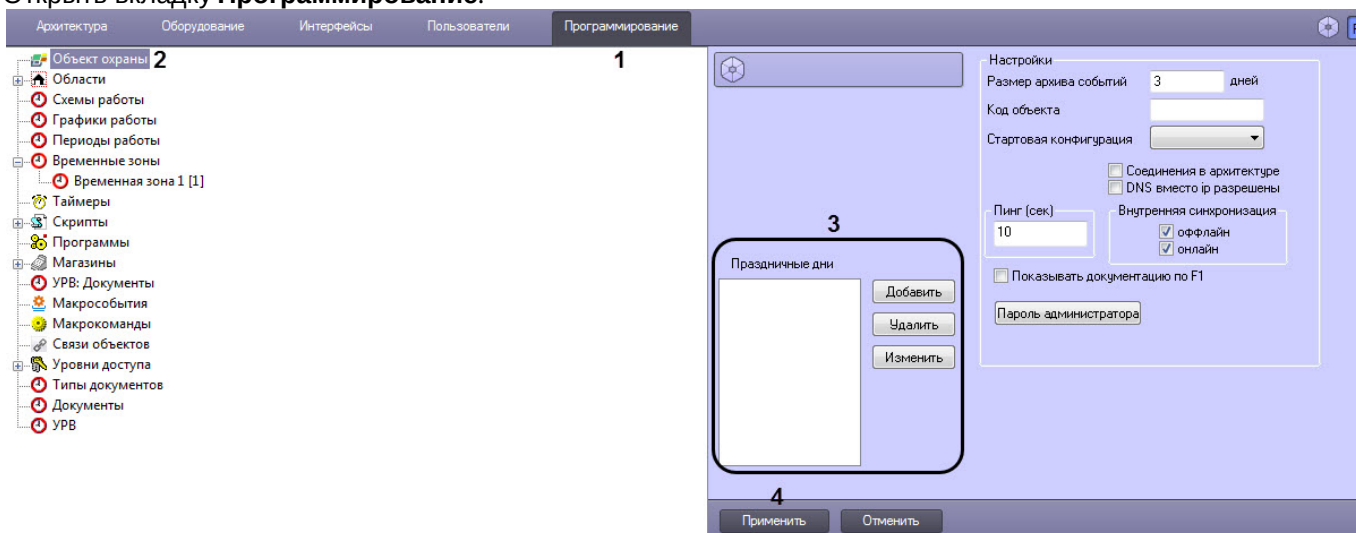 Открыть вкладку Программирование.
Архитектура Оборудование Интерфейсы Пользователи Программирование
1
Объект охраны 2
Области
Схемы работы
Графики работы
Периоды работы
Временные зоны
Временная зона 1 [1]
Таймеры
Скрипты
Программы
Магазины
УРВ: Документы
Макрособытия
Макрокоманды
Связи объектов
Уровни доступа
Типы документов
Документы
УРВ
3
Праздничные дни
Добавить
Удалить
Изменить
Настройки
Размер архива событий 3 дней
Код объекта
Стартовая конфигурация
Соединения в архитектуре
DNS вместо ip разрешены
Пинг (сек)
10
Внутренняя синхронизация
оффлайн
онлайн
Показывать документацию по F1
Пароль администратора
4
Применить Отменить